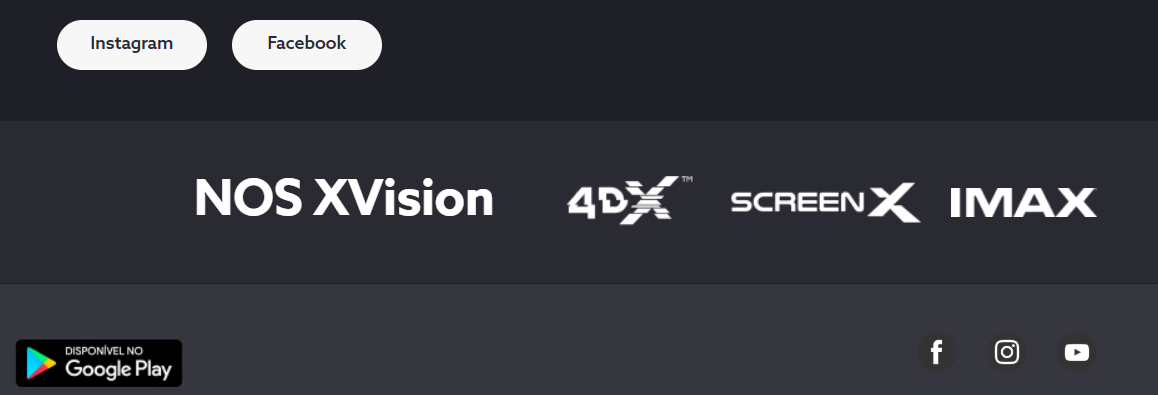 Instagram
Facebook
NOS XVision
4DX™
SCREENX
IMAX
DISPONÍVEL NO
Google Play